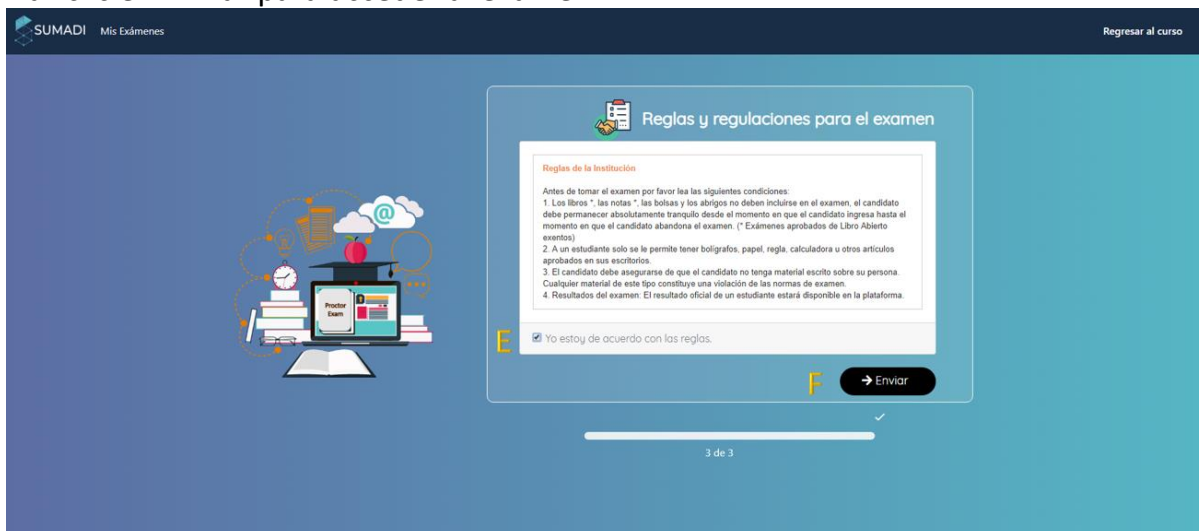 SUMADI Mis Exámenes Regresar al curso
Reglas y regulaciones para el examen
Reglas de la Institución
Antes de tomar el examen por favor lea las siguientes condiciones:
1. Los libros *, las notas *, las bolsas y los abrigos no deben incluirse en el examen, el candidato
debe permanecer absolutamente tranquilo desde el momento en que el candidato ingresa hasta el
momento en que el candidato abandona el examen. (* Exámenes aprobados de Libro Abierto
exentos)
2. A un estudiante solo se le permite tener bolígrafos, papel, regla, calculadora u otros artículos
aprobados en sus escritorios.
3. El candidato debe asegurarse de que el candidato no tenga material escrito sobre su persona.
Cualquier material de este tipo constituye una violación de las normas de examen.
4. Resultados del examen: El resultado oficial de un estudiante estará disponible en la plataforma.
Proctor
Exam
E Yo estoy de acuerdo con las reglas.
F → Enviar
3 de 3